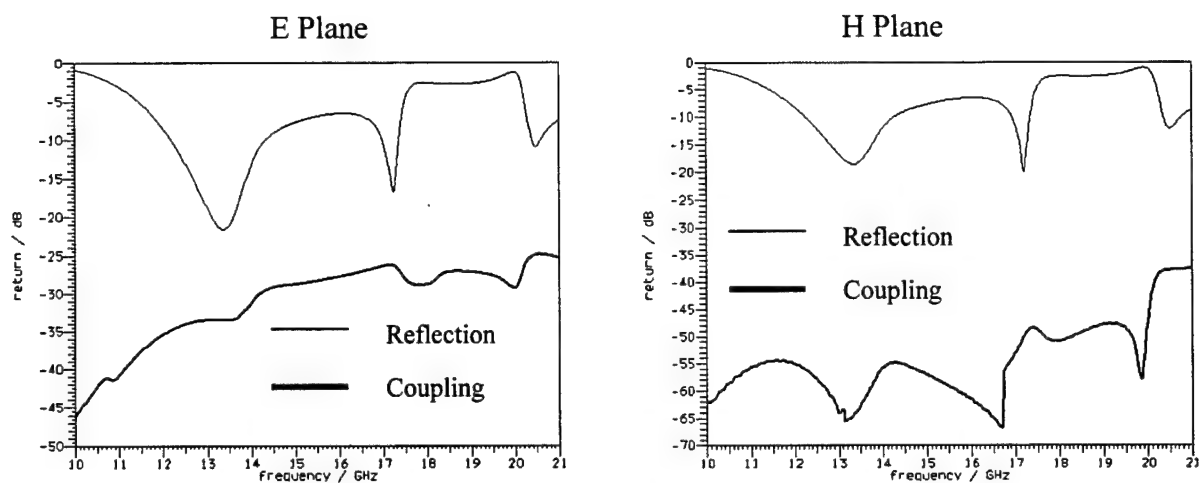 E Plane
0
-5
-10
-15
-20
-25
-30
-35
-40
-45
-50
return / dB
10 11 12 13 14 15 16 17 18 19 20 21
frequency / GHz
Reflection
Coupling
H Plane
0
-5
-10
-15
-20
-25
-30
-35
-40
-45
-50
-55
-60
-65
-70
return / dB
10 11 12 13 14 15 16 17 18 19 20 21
frequency / GHz
Reflection
Coupling